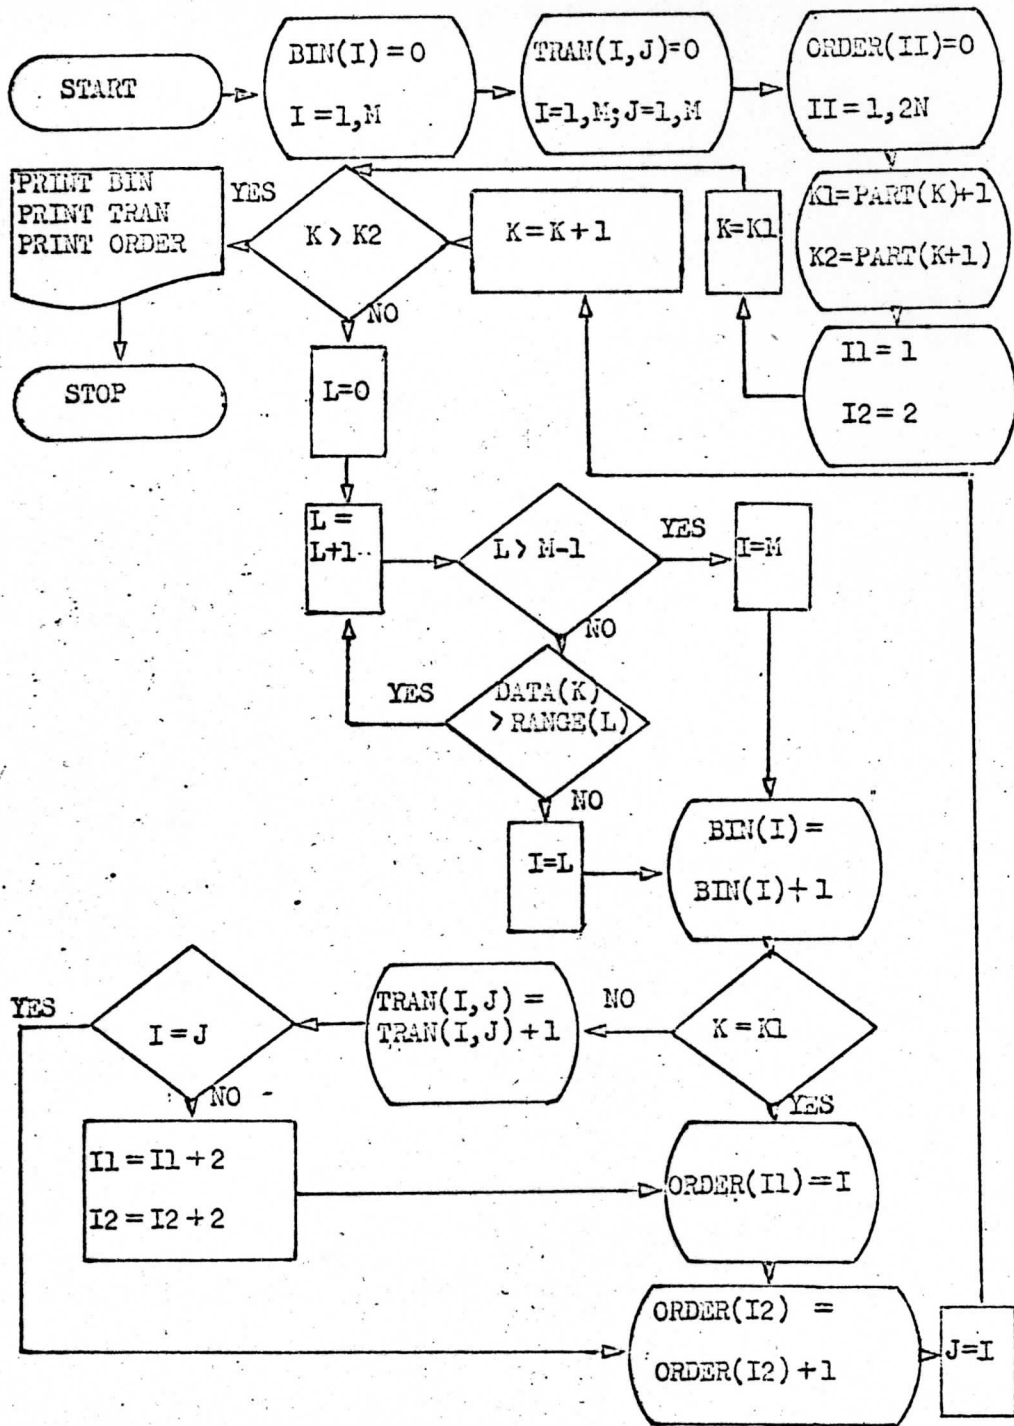 START
BIN(I)=0
I=1,M
TRAN(I,J)=0
I=1,M;J=1,M
ORDER(II)=0
II=1,2N
K1=PART(K)+1
K2=PART(K+1)
I1=1
I2=2
K=K1
K=K+1
K > K2
YES
PRINT BIN
PRINT TRAN
PRINT ORDER
STOP
NO
L=0
L =
L+1
L > M-1
YES
I=M
NO
DATA(K)
> RANGE(L)
YES
NO
I=L
BIN(I)=
BIN(I)+1
K=K1
NO
TRAN(I,J)=
TRAN(I,J)+1
I=J
YES
NO
I1=I1+2
I2=I2+2
YES
ORDER(I1)=I
ORDER(I2) =
ORDER(I2)+1
J=I